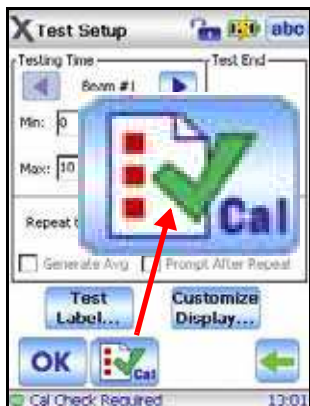 Test Setup abc
Testing Time Test End
Beam #1
Min: 0
Max: 10
Cal
Repeat
Generate Avg Prompt After Repeat
Test Label... Customize Display...
OK Cal
Cal Check Required 13:01